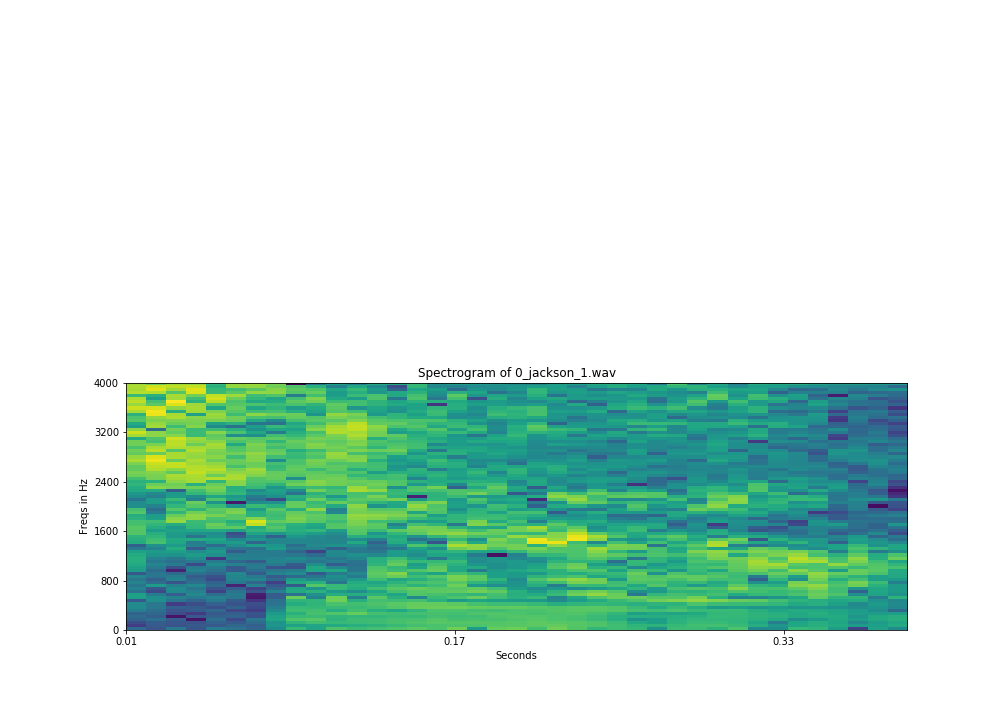 Spectrogram of 0_jackson_1.wav
4000
3200
2400
1600
800
0
Freqs in Hz
0.01 0.17 0.33
Seconds